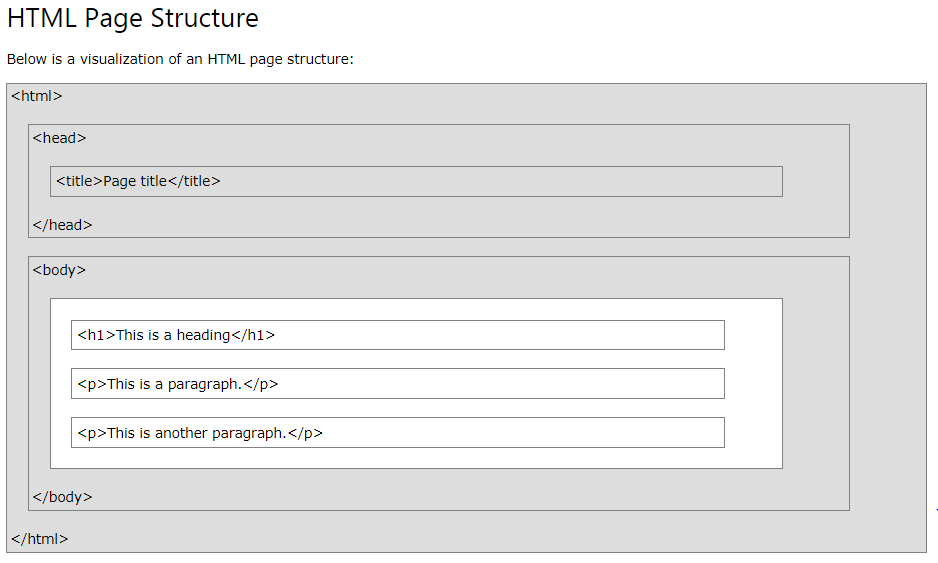 HTML Page Structure
Below is a visualization of an HTML page structure:
<html>
<head>
<title>Page title</title>
</head>
<body>
<h1>This is a heading</h1>
<p>This is a paragraph.</p>
<p>This is another paragraph.</p>
</body>
</html>